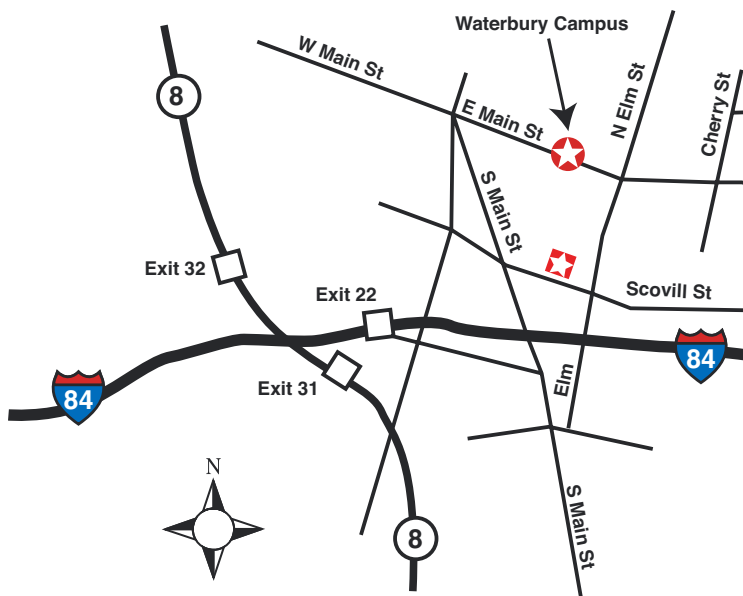 Waterbury Campus
W Main St
8
E Main St
N Elm St
Cherry St
S Main St
Exit 32
Exit 22
Scovill St
84
Exit 31
84
Elm
N
S Main St
8